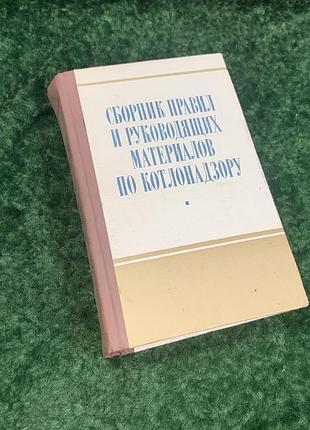 СБОРНИК ПРАВИЛ
И РУКОВОДЯЩИХ
МАТЕРИАЛОВ
ПО КОТЛОНАДЗОРУ